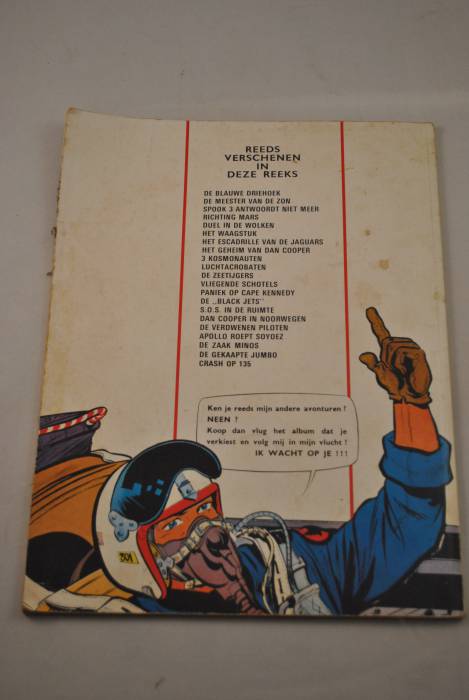 REEDS
VERSCHENEN
IN
DEZE REEKS
DE BLAUWE DRIEHOEK
DE MEESTER VAN DE ZON
SPOOK 3 ANTWOORDT NIET MEER
RICHTING MARS
DUEL IN DE WOLKEN
HET WAAGSTUK
HET ESCADRILLE VAN DE JAGUARS
HET GEHEIM VAN DAN COOPER
3 KOSMONAUTEN
LUCHTACROBATEN
DE ZEETIJGERS
VLIEGENDE SCHOTELS
PANIEK OP CAPE KENNEDY
DE ,,BLACK JETS''
S.O.S. IN DE RUIMTE
DAN COOPER IN NOORWEGEN
DE VERDWENEN PILOTEN
APOLLO ROEPT SOYOEZ
DE ZAAK MINOS
DE GEKAAPTE JUMBO
CRASH OP 135
Ken je reeds mijn andere avonturen ?
NEEN ?
Koop dan vlug het album dat je
verkiest en volg mij in mijn vlucht !
IK WACHT OP JE !!!
301